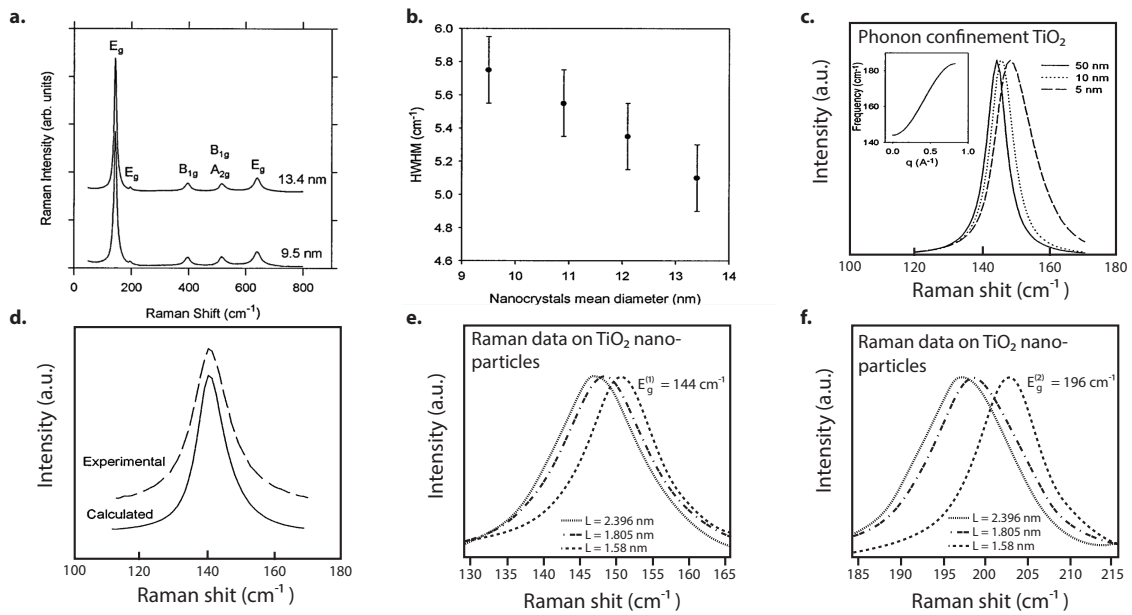 a.
Raman Intensity (arb. units)
E_g
E_g
B_1g
B_1g
A_2g
E_g
13.4 nm
9.5 nm
0 200 400 600 800
Raman Shift (cm⁻¹)
b.
HWHM (cm⁻¹)
6.0
5.8
5.6
5.4
5.2
5.0
4.8
4.6
9 10 11 12 13 14
Nanocrystals mean diameter (nm)
c.
Phonon confinement TiO₂
Intensity (a.u.)
50 nm
10 nm
5 nm
Frequency (cm⁻¹)
180
160
140
0.0 0.5 1.0
q (A⁻¹)
100 120 140 160 180
Raman shit (cm⁻¹)
d.
Intensity (a.u.)
Experimental
Calculated
100 120 140 160 180
Raman shit (cm⁻¹)
e.
Raman data on TiO₂ nano-
particles
E_g^(1) = 144 cm⁻¹
Intensity (a.u.)
L = 2.396 nm
L = 1.805 nm
L = 1.58 nm
130 135 140 145 150 155 160 165
Raman shit (cm⁻¹)
f.
Raman data on TiO₂ nano-
particles
E_g^(2) = 196 cm⁻¹
Intensity (a.u.)
L = 2.396 nm
L = 1.805 nm
L = 1.58 nm
185 190 195 200 205 210 215
Raman shit (cm⁻¹)